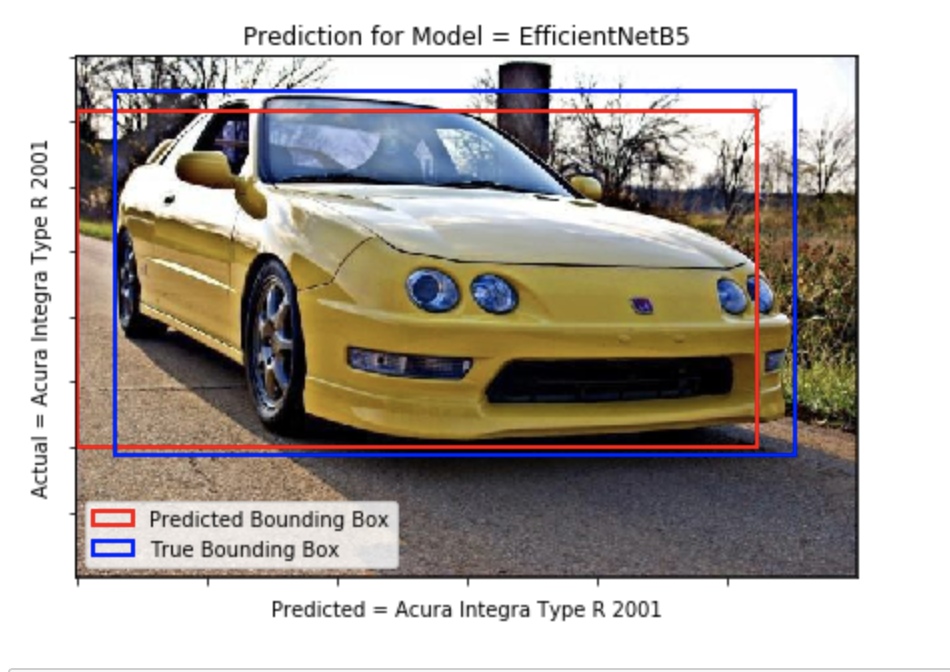 Prediction for Model = EfficientNetB5
Actual = Acura Integra Type R 2001
Predicted Bounding Box
True Bounding Box
Predicted = Acura Integra Type R 2001